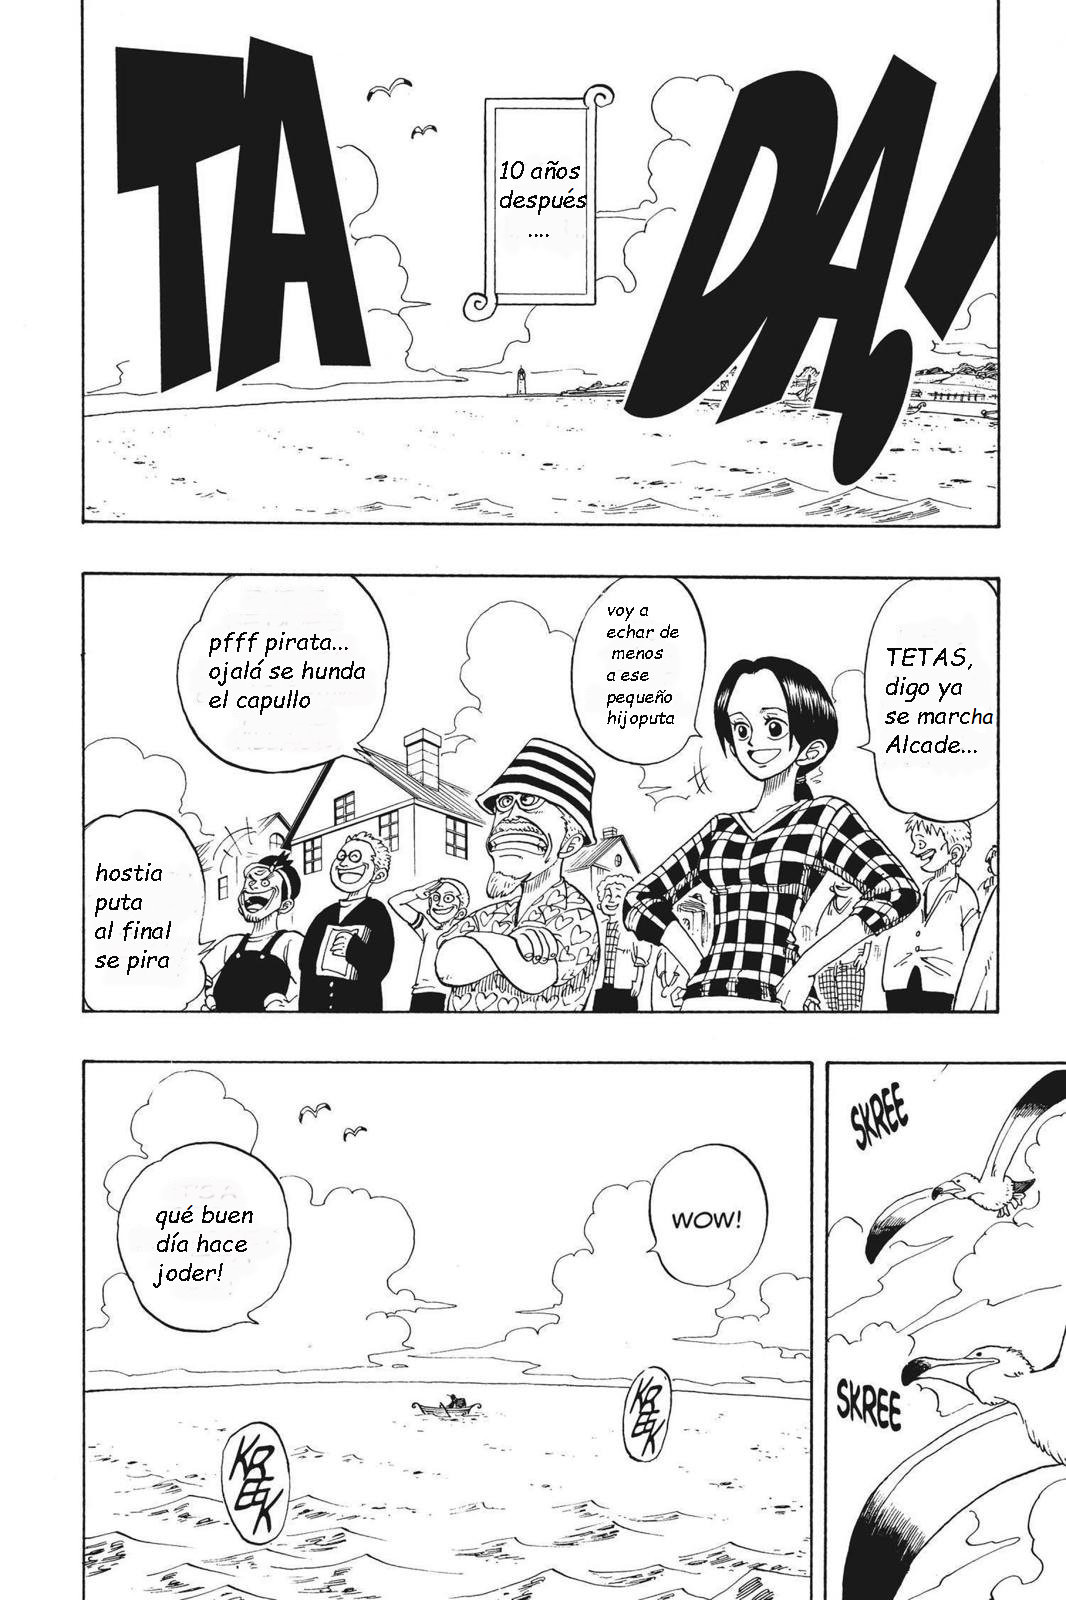 TA
10 años
después
....
DA!
pfff pirata...
ojalá se hunda
el capullo
voy a
echar de
menos
a ese
pequeño
hijoputa
TETAS,
digo ya
se marcha
Alcade...
hostia
puta
al final
se pira
qué buen
día hace
joder!
WOW!
KREEK
KREEK
SKREE
SKREE